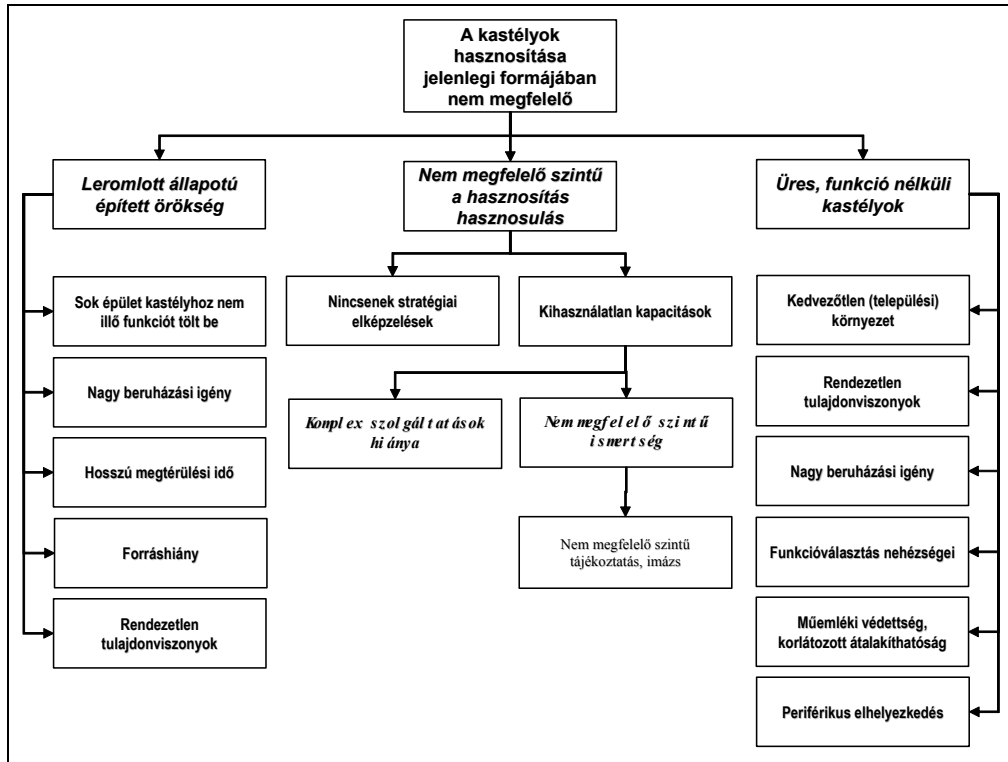 A kastélyok
hasznosítása
jelenlegi formájában
nem megfelelő
Leromlott állapotú
épített örökség
Nem megfelelő szintű
a hasznosítás
hasznosulás
Üres, funkció nélküli
kastélyok
Sok épület kastélyhoz nem
illő funkciót tölt be
Nagy beruházási igény
Hosszú megtérülési idő
Forráshiány
Rendezetlen
tulajdonviszonyok
Nincsenek stratégiai
elképzelések
Kihasználatlan kapacitások
Komplex szolgáltatások
hiánya
Nem megfelelő szintű
ismertség
Nem megfelelő szintű
tájékoztatás, imázs
Kedvezőtlen (települési)
környezet
Rendezetlen
tulajdonviszonyok
Nagy beruházási igény
Funkcióválasztás nehézségei
Műemléki védettség,
korlátozott átalakíthatóság
Periférikus elhelyezkedés